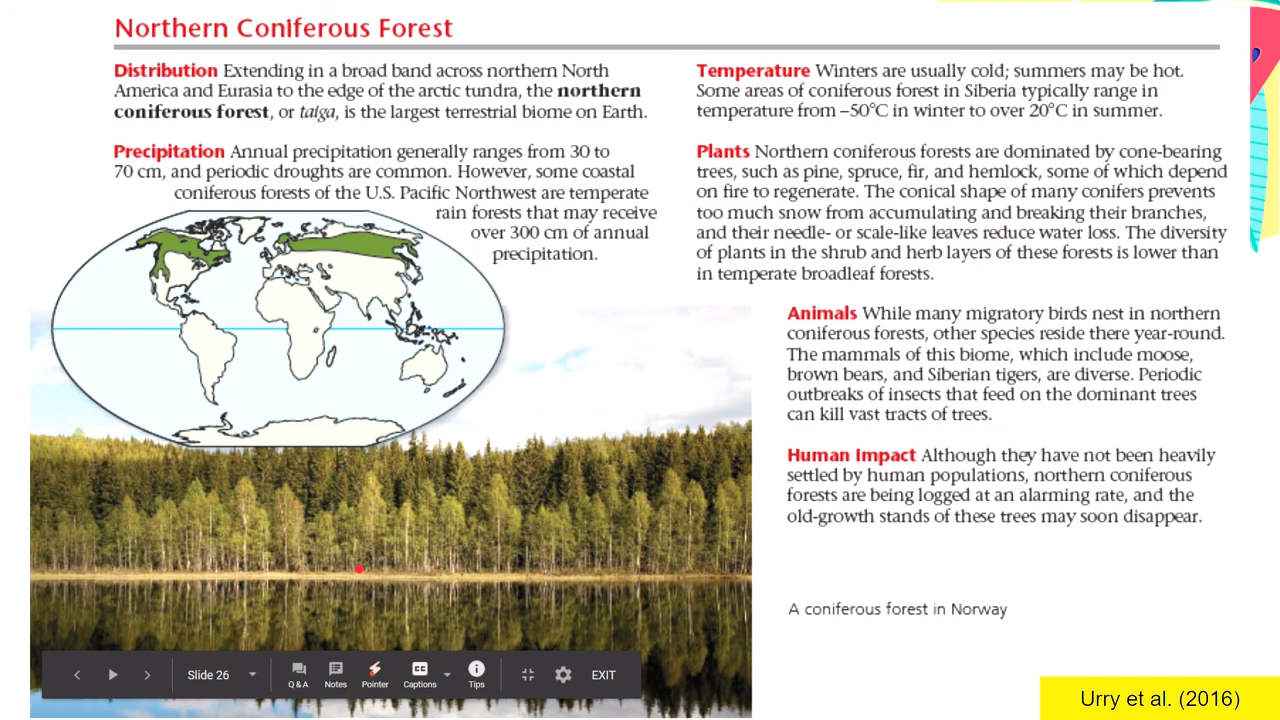 Northern Coniferous Forest
Distribution Extending in a broad band across northern North
America and Eurasia to the edge of the arctic tundra, the northern
coniferous forest, or taiga, is the largest terrestrial biome on Earth.
Precipitation Annual precipitation generally ranges from 30 to
70 cm, and periodic droughts are common. However, some coastal
coniferous forests of the U.S. Pacific Northwest are temperate
rain forests that may receive
over 300 cm of annual
precipitation.
Temperature Winters are usually cold; summers may be hot.
Some areas of coniferous forest in Siberia typically range in
temperature from –50°C in winter to over 20°C in summer.
Plants Northern coniferous forests are dominated by cone-bearing
trees, such as pine, spruce, fir, and hemlock, some of which depend
on fire to regenerate. The conical shape of many conifers prevents
too much snow from accumulating and breaking their branches,
and their needle- or scale-like leaves reduce water loss. The diversity
of plants in the shrub and herb layers of these forests is lower than
in temperate broadleaf forests.
Animals While many migratory birds nest in northern
coniferous forests, other species reside there year-round.
The mammals of this biome, which include moose,
brown bears, and Siberian tigers, are diverse. Periodic
outbreaks of insects that feed on the dominant trees
can kill vast tracts of trees.
Human Impact Although they have not been heavily
settled by human populations, northern coniferous
forests are being logged at an alarming rate, and the
old-growth stands of these trees may soon disappear.
A coniferous forest in Norway
Slide 26
Q & A
Notes
Pointer
Captions
Tips
EXIT
Urry et al. (2016)